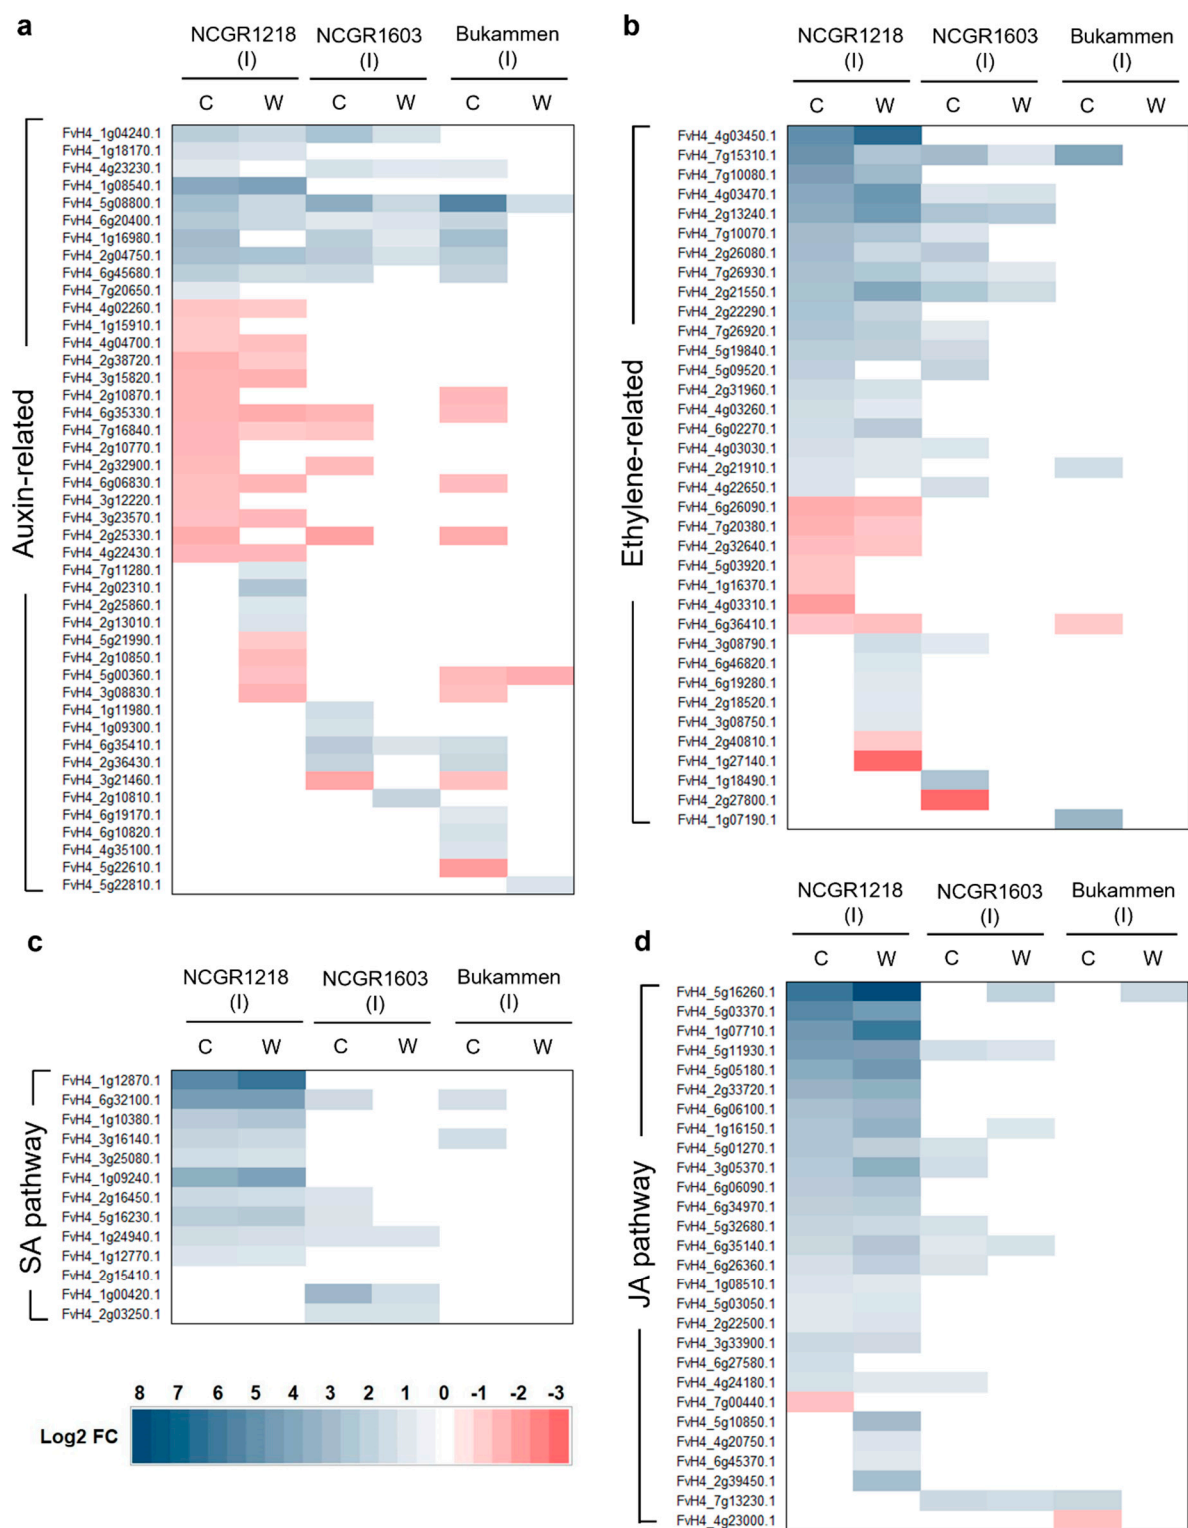 a
NCGR1218 (I)
NCGR1603 (I)
Bukammen (I)
C W C W C W
Auxin-related
FvH4_1g04240.1
FvH4_1g18170.1
FvH4_4g23230.1
FvH4_1g08540.1
FvH4_5g08800.1
FvH4_6g20400.1
FvH4_1g16980.1
FvH4_2g04750.1
FvH4_6g45680.1
FvH4_7g20650.1
FvH4_4g02260.1
FvH4_1g15910.1
FvH4_4g04700.1
FvH4_2g38720.1
FvH4_3g15820.1
FvH4_2g10870.1
FvH4_6g35330.1
FvH4_7g16840.1
FvH4_2g10770.1
FvH4_2g32900.1
FvH4_6g06830.1
FvH4_3g12220.1
FvH4_3g23570.1
FvH4_2g25330.1
FvH4_4g22430.1
FvH4_7g11280.1
FvH4_2g02310.1
FvH4_2g25860.1
FvH4_2g13010.1
FvH4_5g21990.1
FvH4_2g10850.1
FvH4_5g00360.1
FvH4_3g08830.1
FvH4_1g11980.1
FvH4_1g09300.1
FvH4_6g35410.1
FvH4_2g36430.1
FvH4_3g21460.1
FvH4_2g10810.1
FvH4_6g19170.1
FvH4_6g10820.1
FvH4_4g35100.1
FvH4_5g22610.1
FvH4_5g22810.1
b
NCGR1218 (I)
NCGR1603 (I)
Bukammen (I)
C W C W C W
Ethylene-related
FvH4_4g03450.1
FvH4_7g15310.1
FvH4_7g10080.1
FvH4_4g03470.1
FvH4_2g13240.1
FvH4_7g10070.1
FvH4_2g26080.1
FvH4_7g26930.1
FvH4_2g21550.1
FvH4_2g22290.1
FvH4_7g26920.1
FvH4_5g19840.1
FvH4_5g09520.1
FvH4_2g31960.1
FvH4_4g03260.1
FvH4_6g02270.1
FvH4_4g03030.1
FvH4_2g21910.1
FvH4_4g22650.1
FvH4_6g26090.1
FvH4_7g20380.1
FvH4_2g32640.1
FvH4_5g03920.1
FvH4_1g16370.1
FvH4_4g03310.1
FvH4_6g36410.1
FvH4_3g08790.1
FvH4_6g46820.1
FvH4_6g19280.1
FvH4_2g18520.1
FvH4_3g08750.1
FvH4_2g40810.1
FvH4_1g27140.1
FvH4_1g18490.1
FvH4_2g27800.1
FvH4_1g07190.1
c
NCGR1218 (I)
NCGR1603 (I)
Bukammen (I)
C W C W C W
SA pathway
FvH4_1g12870.1
FvH4_6g32100.1
FvH4_1g10380.1
FvH4_3g16140.1
FvH4_3g25080.1
FvH4_1g09240.1
FvH4_2g16450.1
FvH4_5g16230.1
FvH4_1g24940.1
FvH4_1g12770.1
FvH4_2g15410.1
FvH4_1g00420.1
FvH4_2g03250.1
8 7 6 5 4 3 2 1 0 -1 -2 -3
Log2 FC
d
NCGR1218 (I)
NCGR1603 (I)
Bukammen (I)
C W C W C W
JA pathway
FvH4_5g16260.1
FvH4_5g03370.1
FvH4_1g07710.1
FvH4_5g11930.1
FvH4_5g05180.1
FvH4_2g33720.1
FvH4_6g06100.1
FvH4_1g16150.1
FvH4_5g01270.1
FvH4_3g05370.1
FvH4_6g06090.1
FvH4_6g34970.1
FvH4_5g32680.1
FvH4_6g35140.1
FvH4_6g26360.1
FvH4_1g08510.1
FvH4_5g03050.1
FvH4_2g22500.1
FvH4_3g33900.1
FvH4_6g27580.1
FvH4_4g24180.1
FvH4_7g00440.1
FvH4_5g10850.1
FvH4_4g20750.1
FvH4_6g45370.1
FvH4_2g39450.1
FvH4_7g13230.1
FvH4_4g23000.1